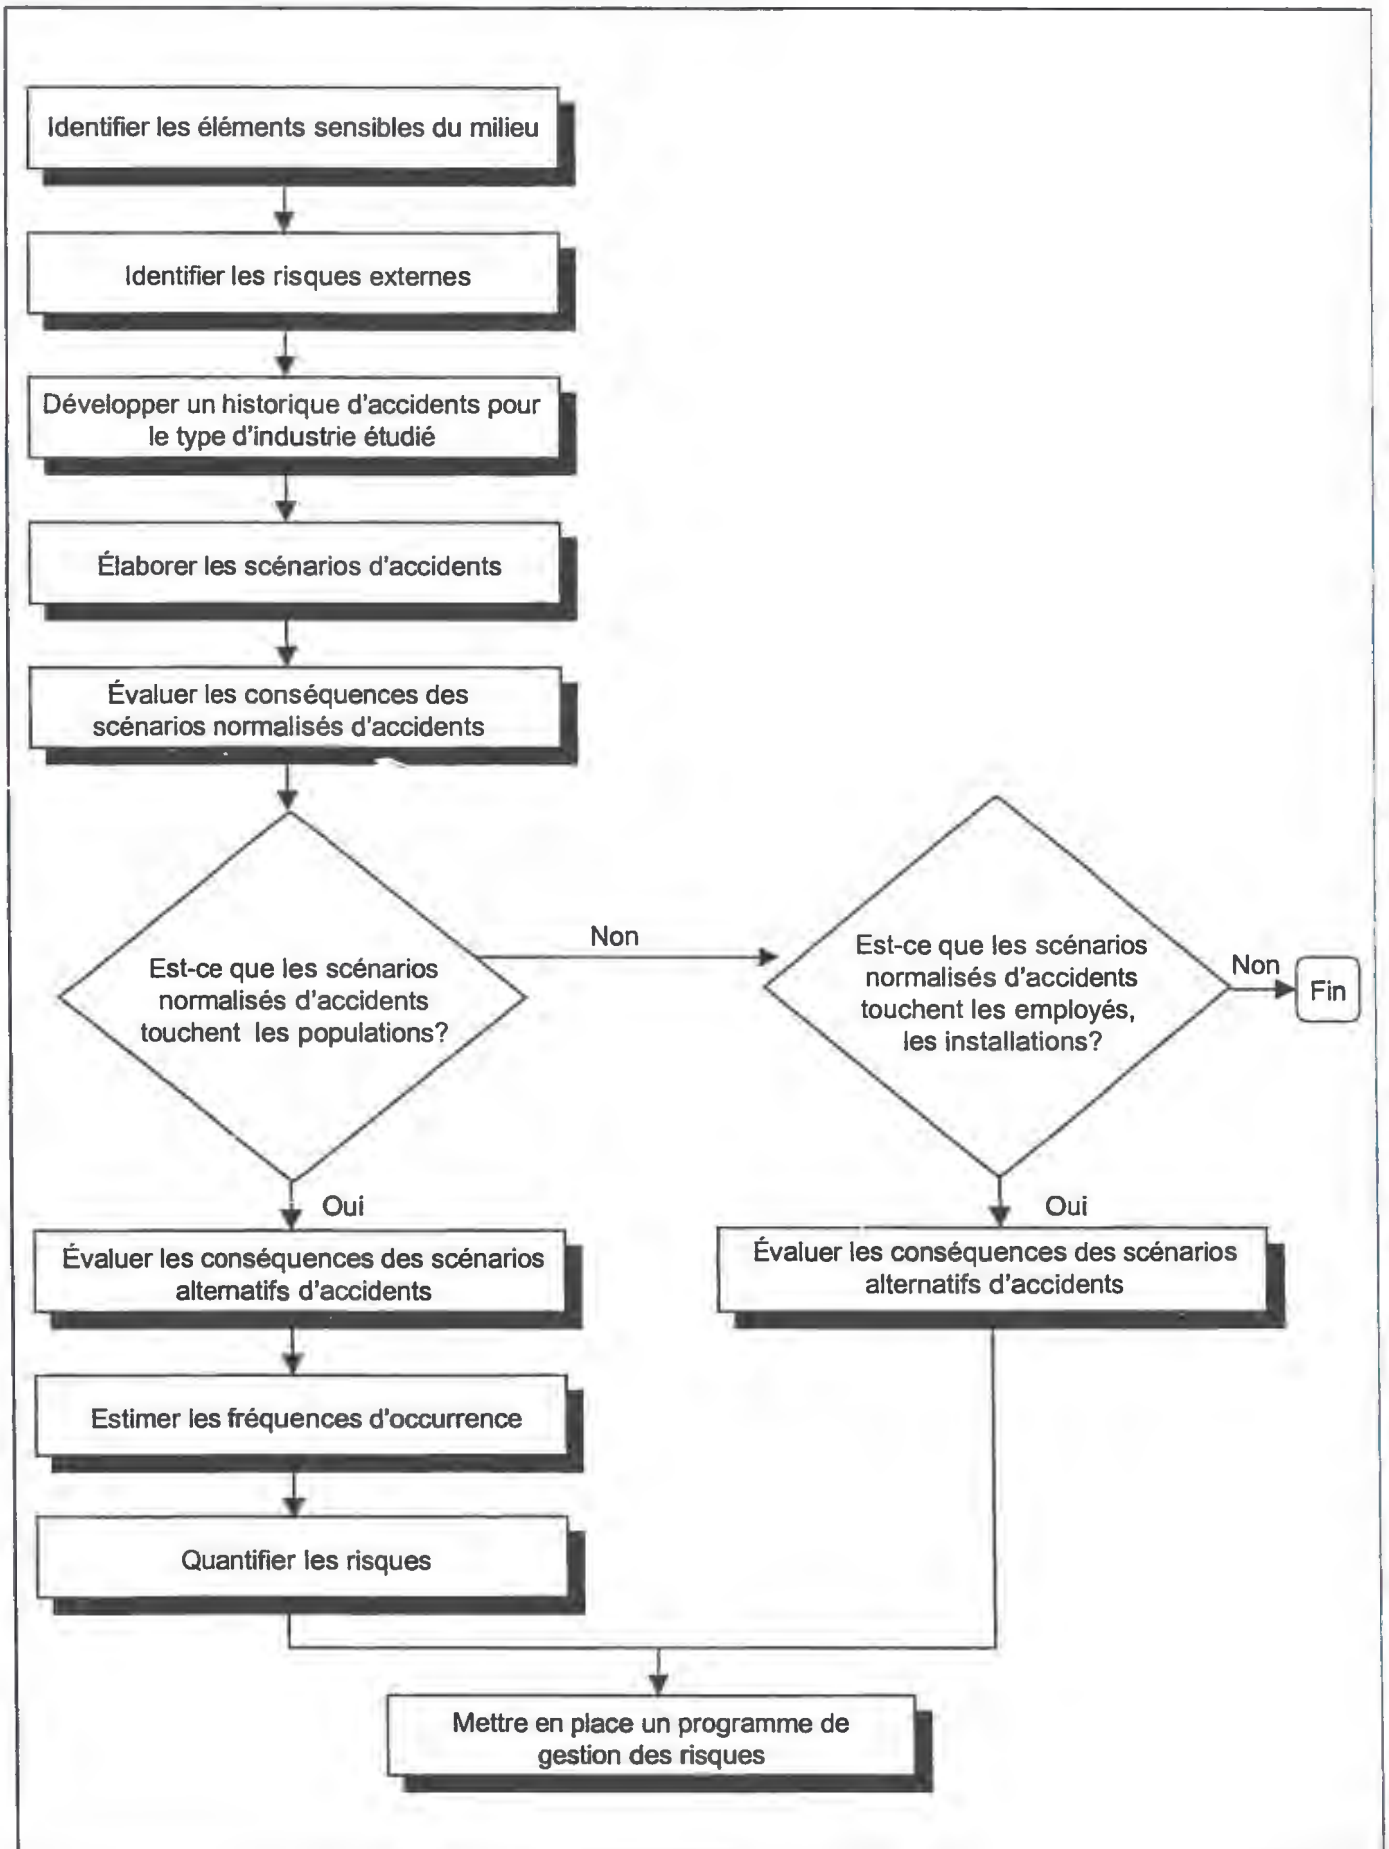 Identifier les éléments sensibles du milieu
Identifier les risques externes
Développer un historique d'accidents pour
le type d'industrie étudié
Élaborer les scénarios d'accidents
Évaluer les conséquences des
scénarios normalisés d'accidents
Est-ce que les scénarios
normalisés d'accidents
touchent les populations?
Non
Est-ce que les scénarios
normalisés d'accidents
touchent les employés,
les installations?
Non
Fin
Oui
Oui
Évaluer les conséquences des scénarios
alternatifs d'accidents
Évaluer les conséquences des scénarios
alternatifs d'accidents
Estimer les fréquences d'occurrence
Quantifier les risques
Mettre en place un programme de
gestion des risques